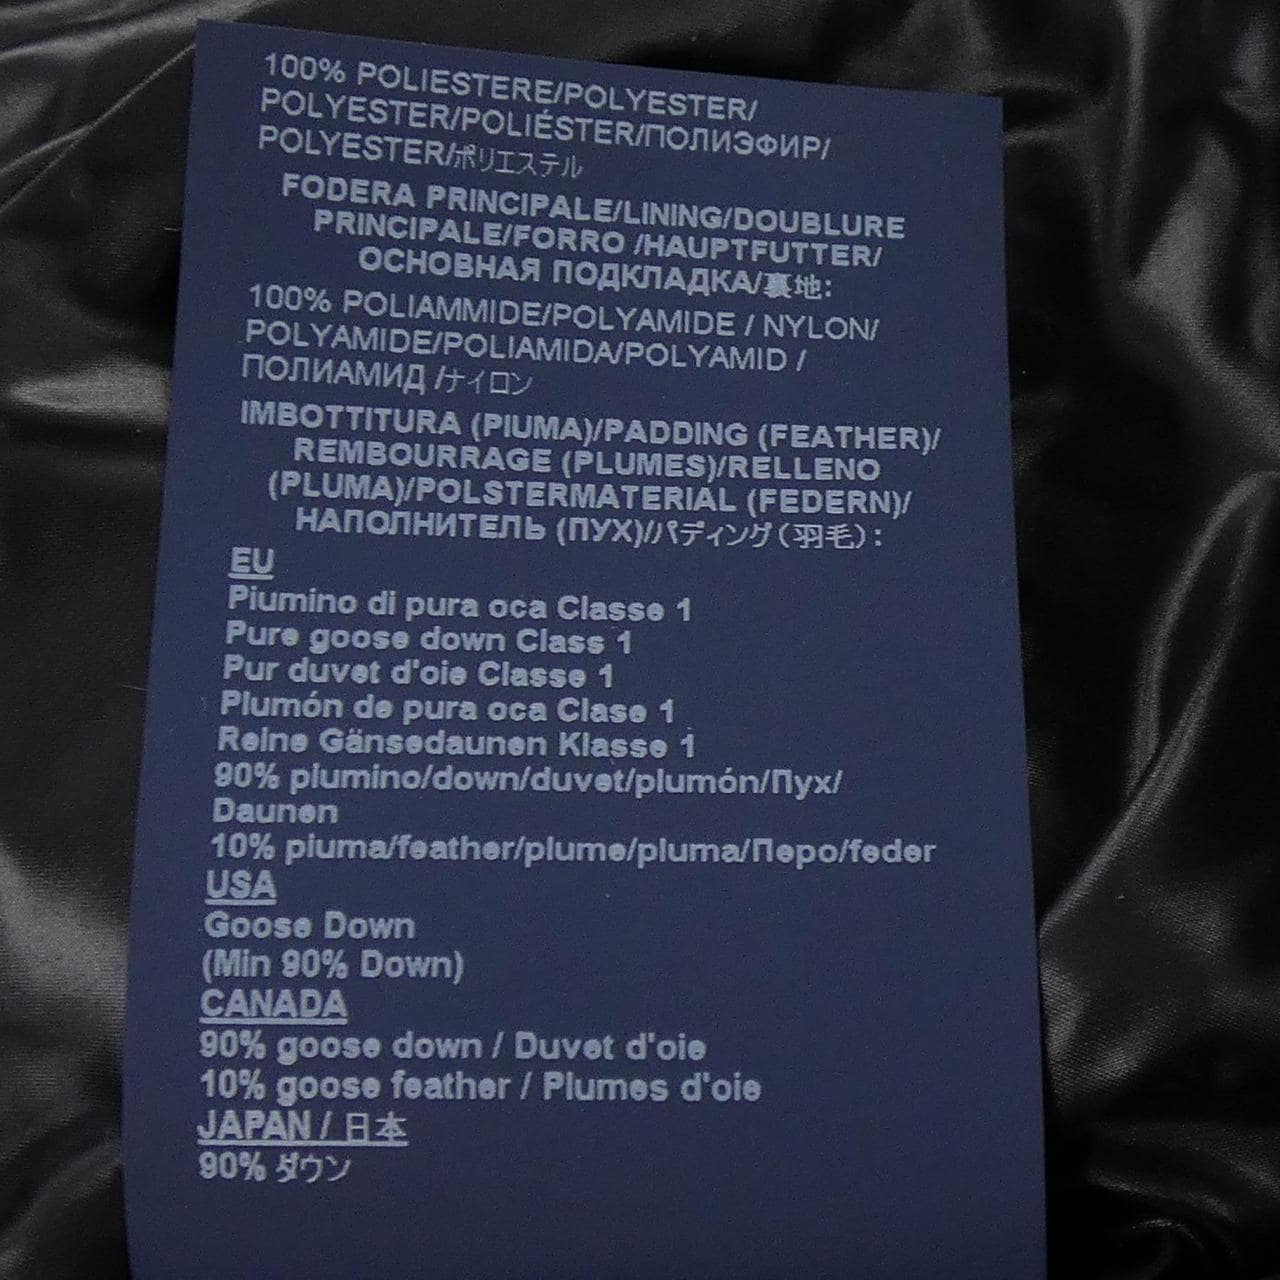 100% POLIESTERE/POLYESTER/
POLYESTER/POLIÉSTER/ПОЛИЭФИР/
POLYESTER/ポリエステル
FODERA PRINCIPALE/LINING/DOUBLURE
PRINCIPALE/FORRO /HAUPTFUTTER/
ОСНОВНАЯ ПОДКЛАДКА/裏地:
100% POLIAMMIDE/POLYAMIDE / NYLON/
POLYAMIDE/POLIAMIDA/POLYAMID /
ПОЛИАМИД /ナイロン
IMBOTTITURA (PIUMA)/PADDING (FEATHER)/
REMBOURRAGE (PLUMES)/RELLENO
(PLUMA)/POLSTERMATERIAL (FEDERN)/
НАПОЛНИТЕЛЬ (ПУХ)/パディング(羽毛):
EU
Piumino di pura oca Classe 1
Pure goose down Class 1
Pur duvet d'oie Classe 1
Plumón de pura oca Clase 1
Reine Gänsedaunen Klasse 1
90% piumino/down/duvet/plumón/Пух/
Daunen
10% piuma/feather/plume/pluma/Перо/feder
USA
Goose Down
(Min 90% Down)
CANADA
90% goose down / Duvet d'oie
10% goose feather / Plumes d'oie
JAPAN / 日本
90% ダウン